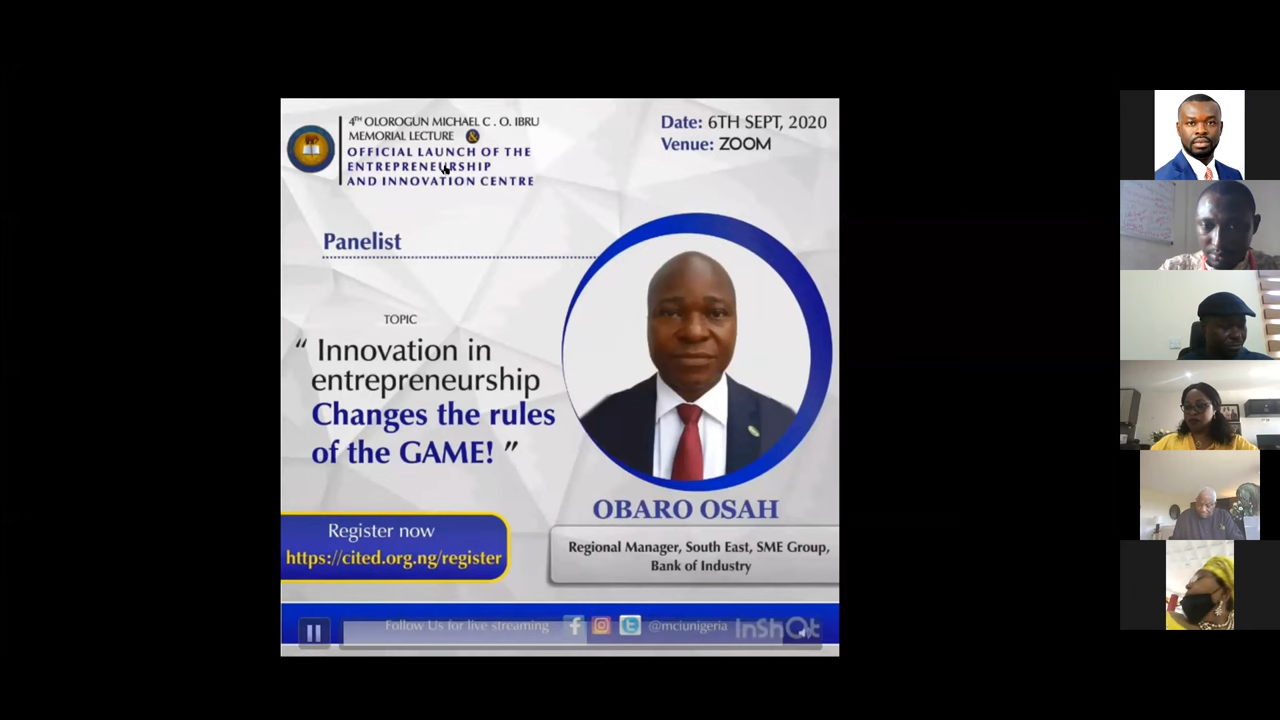 4TH OLOROGUN MICHAEL C . O. IBRU
MEMORIAL LECTURE &
OFFICIAL LAUNCH OF THE
ENTREPRENEURSHIP
AND INNOVATION CENTRE
Date: 6TH SEPT, 2020
Venue: ZOOM
Panelist
TOPIC
“ Innovation in
entrepreneurship
Changes the rules
of the GAME! ”
OBARO OSAH
Regional Manager, South East, SME Group,
Bank of Industry
Register now
https://cited.org.ng/register
Follow Us for live streaming @mciunigeria InShOt